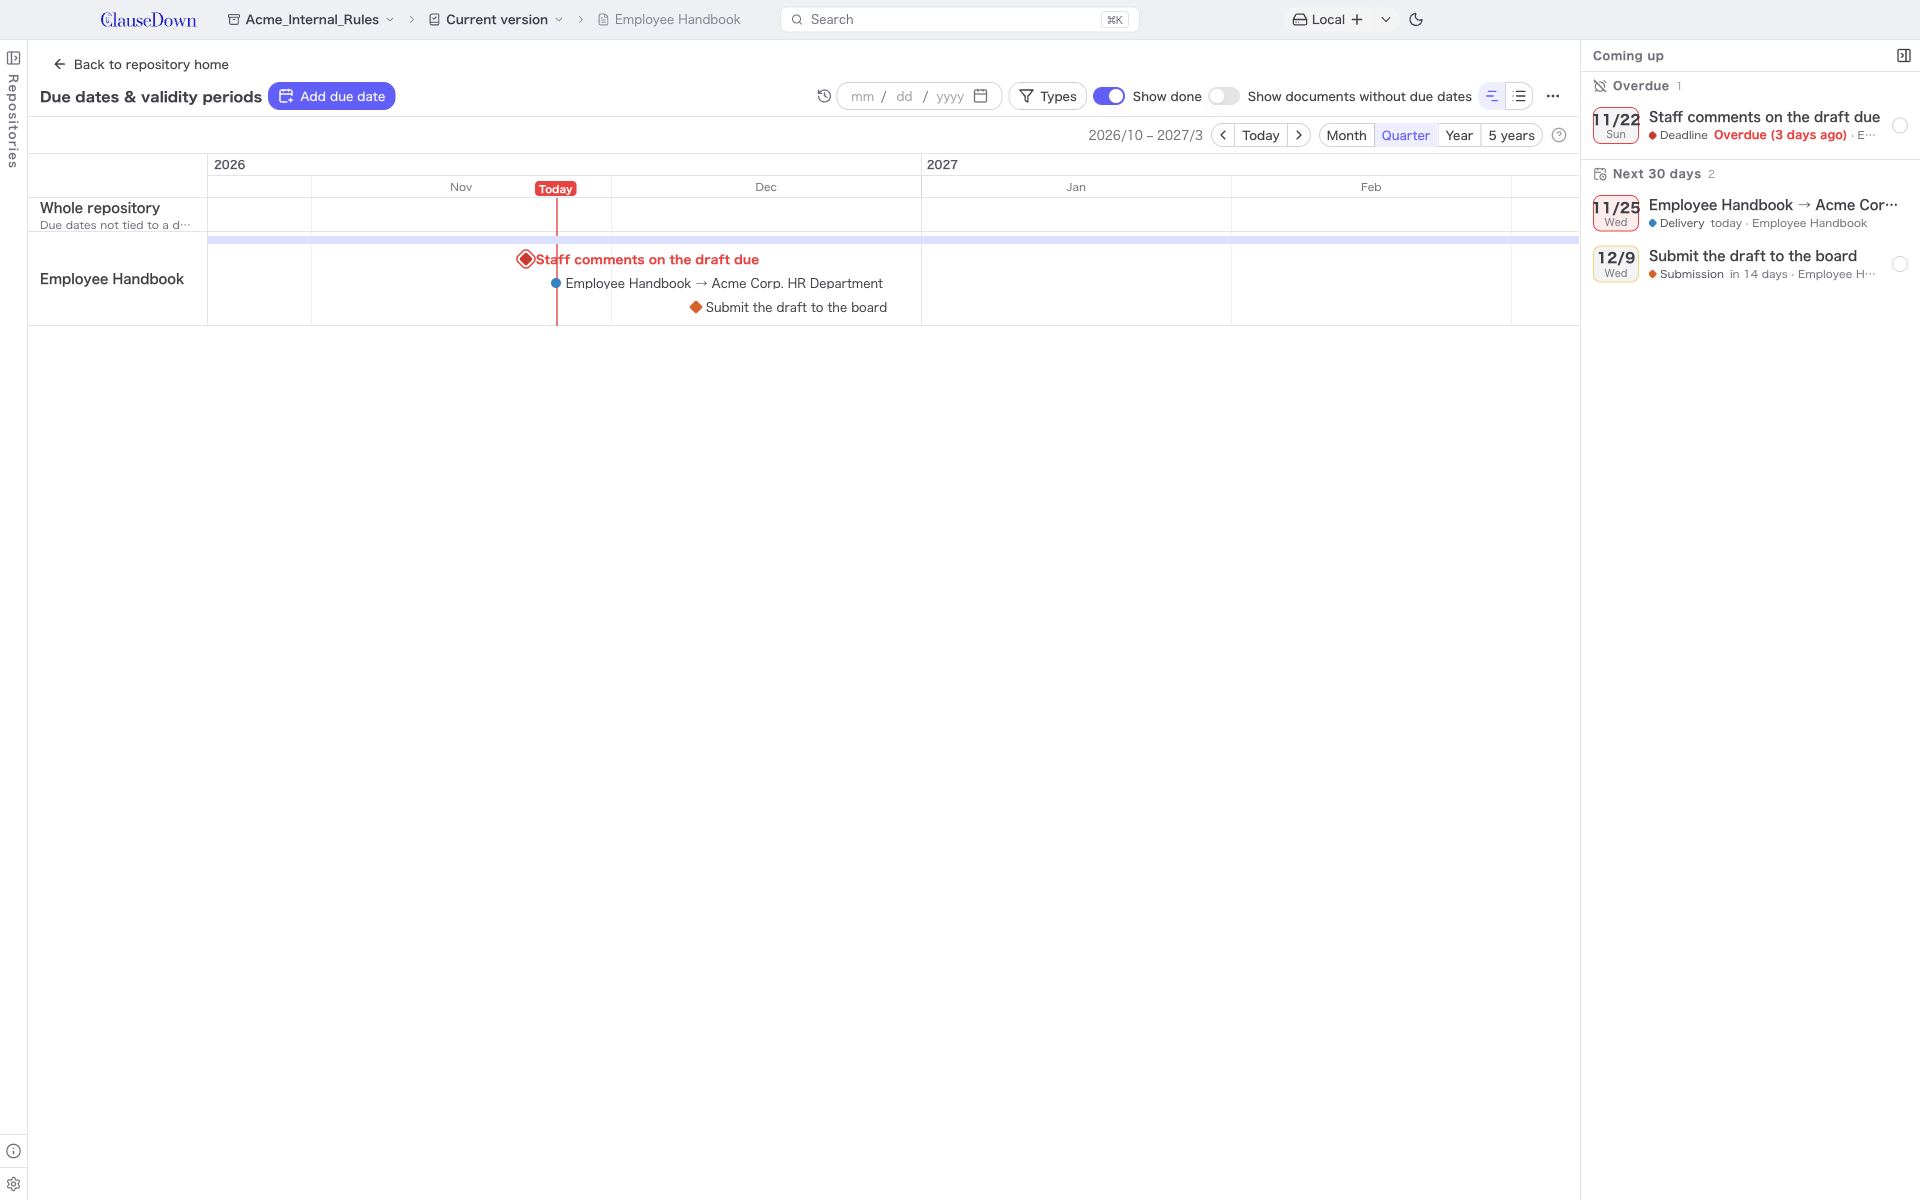 ClauseDown
Acme_Internal_Rules
Current version
Employee Handbook
Search
⌘K
Local
Repositories
Back to repository home
Due dates & validity periods
Add due date
mm / dd / yyyy
Types
Show done
Show documents without due dates
2026/10 – 2027/3
Today
Month
Quarter
Year
5 years
2026
2027
Nov
Today
Dec
Jan
Feb
Whole repository
Due dates not tied to a d…
Employee Handbook
Staff comments on the draft due
Employee Handbook → Acme Corp. HR Department
Submit the draft to the board
Coming up
Overdue 1
11/22
Sun
Staff comments on the draft due
Deadline Overdue (3 days ago) · E…
Next 30 days 2
11/25
Wed
Employee Handbook → Acme Cor…
Delivery today · Employee Handbook
12/9
Wed
Submit the draft to the board
Submission in 14 days · Employee H…